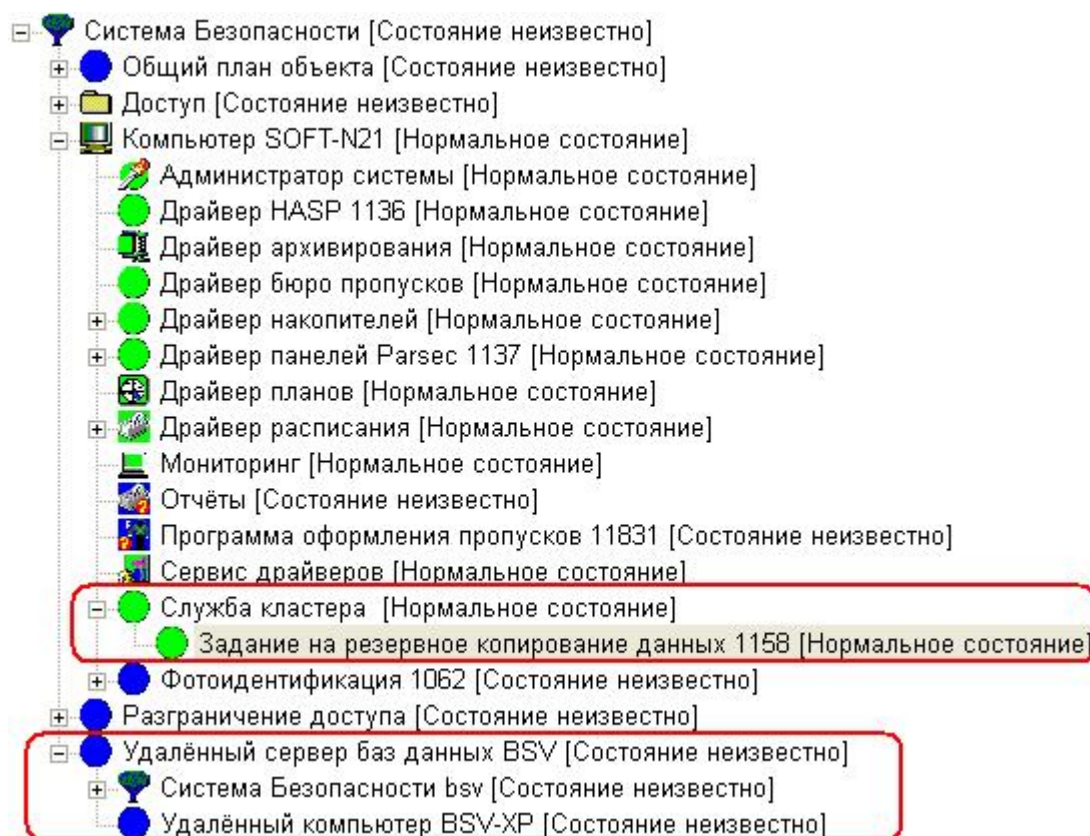 Система Безопасности [Состояние неизвестно]
Общий план объекта [Состояние неизвестно]
Доступ [Состояние неизвестно]
Компьютер SOFT-N21 [Нормальное состояние]
Администратор системы [Нормальное состояние]
Драйвер HASP 1136 [Нормальное состояние]
Драйвер архивирования [Нормальное состояние]
Драйвер бюро пропусков [Нормальное состояние]
Драйвер накопителей [Нормальное состояние]
Драйвер панелей Parsec 1137 [Нормальное состояние]
Драйвер планов [Нормальное состояние]
Драйвер расписания [Нормальное состояние]
Мониторинг [Нормальное состояние]
Отчёты [Состояние неизвестно]
Программа оформления пропусков 11831 [Состояние неизвестно]
Сервис драйверов [Нормальное состояние]
Служба кластера [Нормальное состояние]
Задание на резервное копирование данных 1158 [Нормальное состояние]
Фотоидентификация 1062 [Состояние неизвестно]
Разграничение доступа [Состояние неизвестно]
Удалённый сервер баз данных BSV [Состояние неизвестно]
Система Безопасности bsv [Состояние неизвестно]
Удалённый компьютер BSV-XP [Состояние неизвестно]